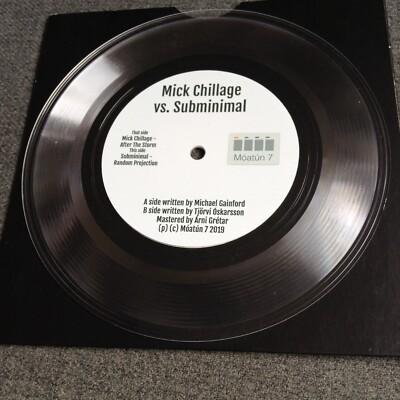 Mick Chillage
vs. Subminimal
That side
Mick Chillage -
After The Storm
This side
Subminimal -
Random Projection
Móatún 7
A side written by Michael Gainford
B side written by Tjörvi Oskarsson
Mastered by Árni Grétar
(p) (c) Móatún 7 2019